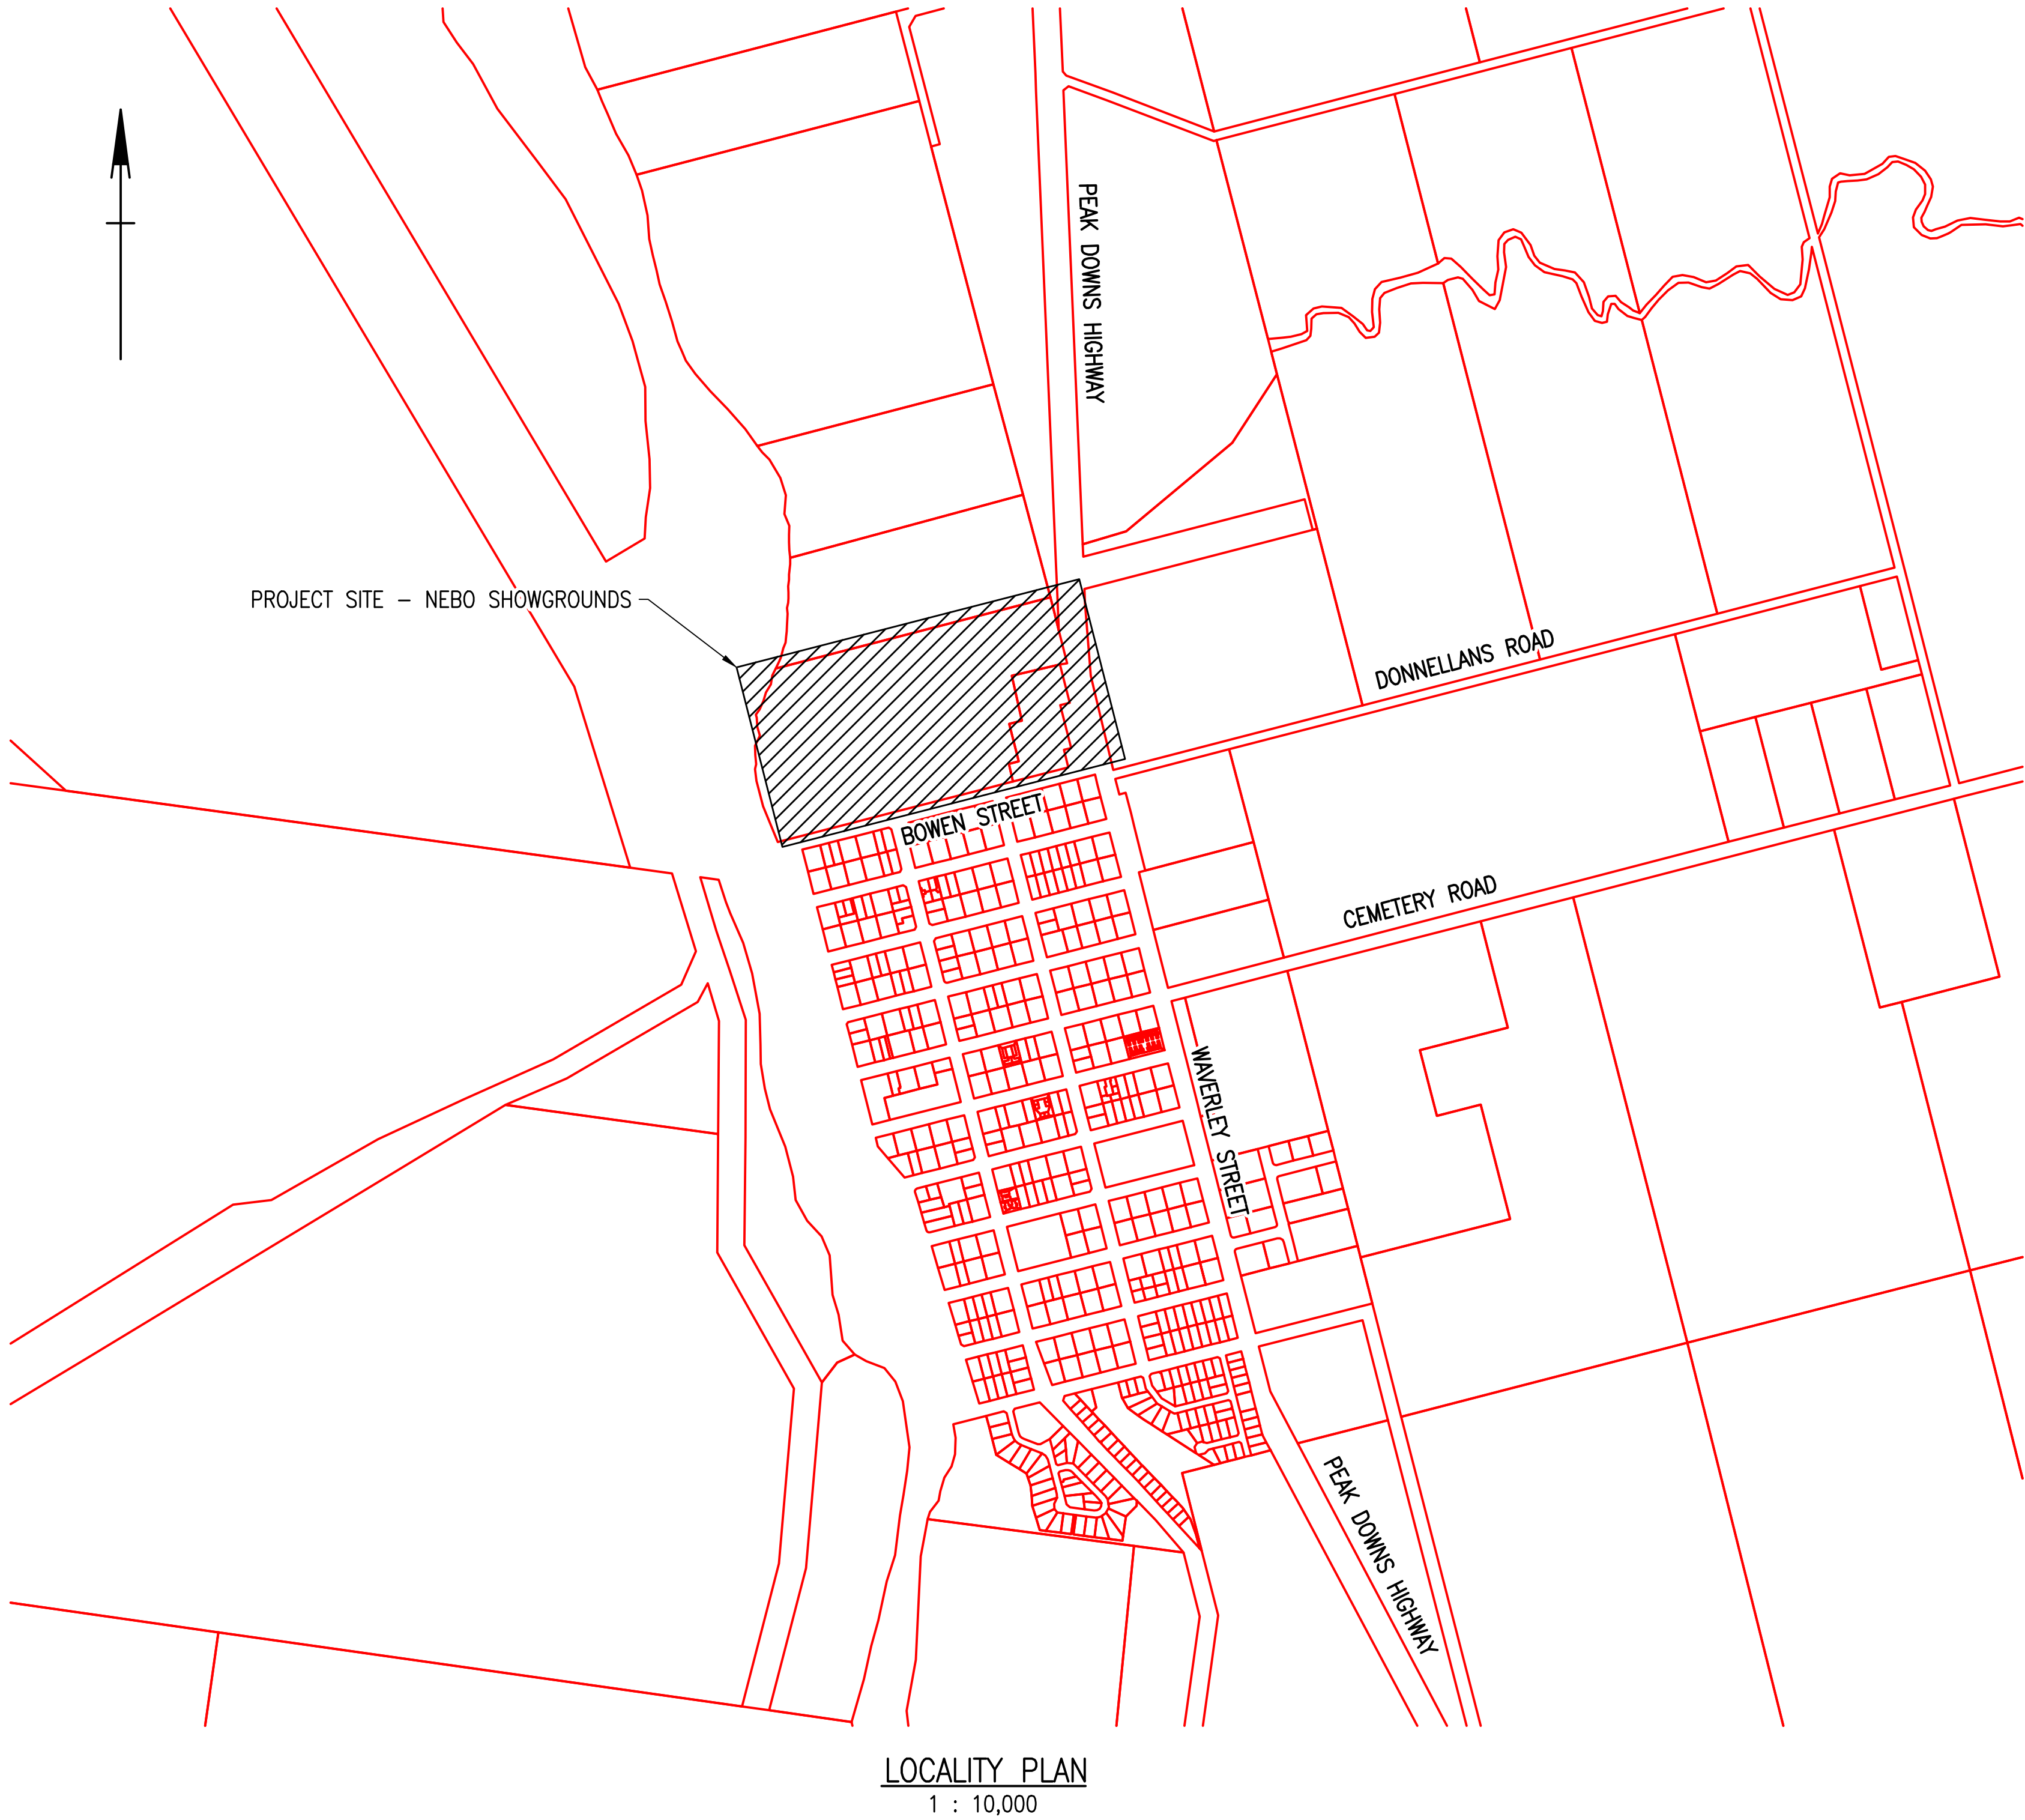 PEAK DOWNS HIGHWAY
PROJECT SITE - NEBO SHOWGROUNDS
DONNELLANS ROAD
BOWEN STREET
CEMETERY ROAD
WAVERLEY STREET
PEAK DOWNS HIGHWAY
LOCALITY PLAN
1 : 10,000